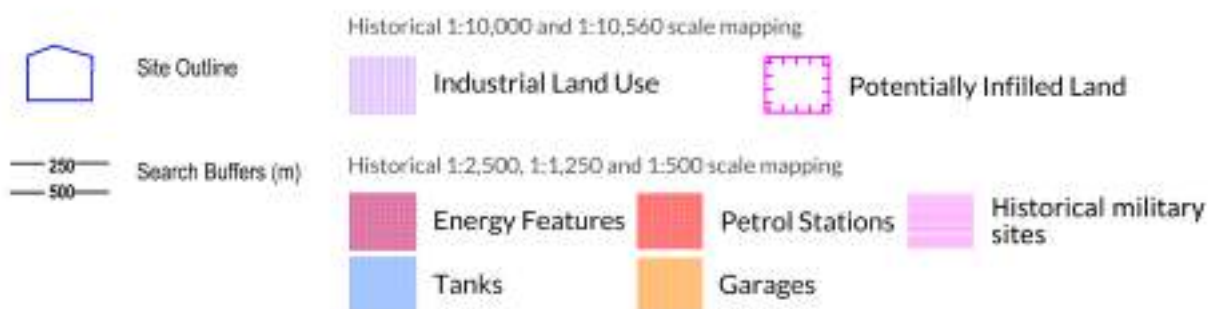 Historical 1:10,000 and 1:10,560 scale mapping
Site Outline
Industrial Land Use
Potentially Infilled Land
250
500
Search Buffers (m)
Historical 1:2,500, 1:1,250 and 1:500 scale mapping
Energy Features
Petrol Stations
Historical military
sites
Tanks
Garages